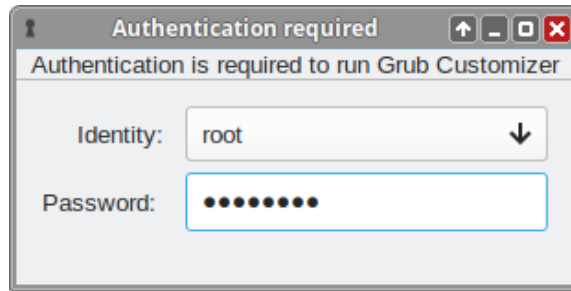 Authentication required
Authentication is required to run Grub Customizer
Identity: root
Password: ••••••••